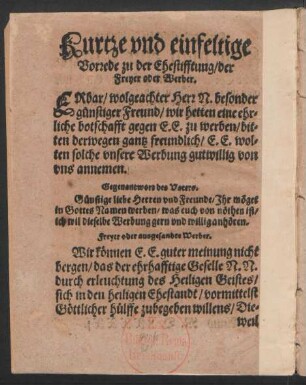 Kurtze vnd einfeltige
Vorrede zu der Ehestifftung/der
Freyer oder Werber.
ERbar/wolgeachter Herr N. besonder
günstiger Freund/wir hetten eine ehr-
liche botschafft gegen E.E. zu werben/bit-
ten derwegen gantz freundlich/E.E. wol-
ten solche vnsere Werbung gutwillig von
vns annemen.
Gegenantwort des Vaters.
Günstige liebe Herren vnd Freunde/Ihr möget
in Gottes Namen werben/was euch von nöthen ist/
ich wil dieselbe Werbung gern vnd willig anhören.
Freyer oder ausgesandte Werber.
Wir können E.E. guter meinung nicht
bergen/das der ehrhafftige Geselle N.N.
durch erleuchtung des Heiligen Geistes/
sich in den heiligen Ehestandt/vormittelst
Göttlicher hülffe zubegeben willens/Die-
weil